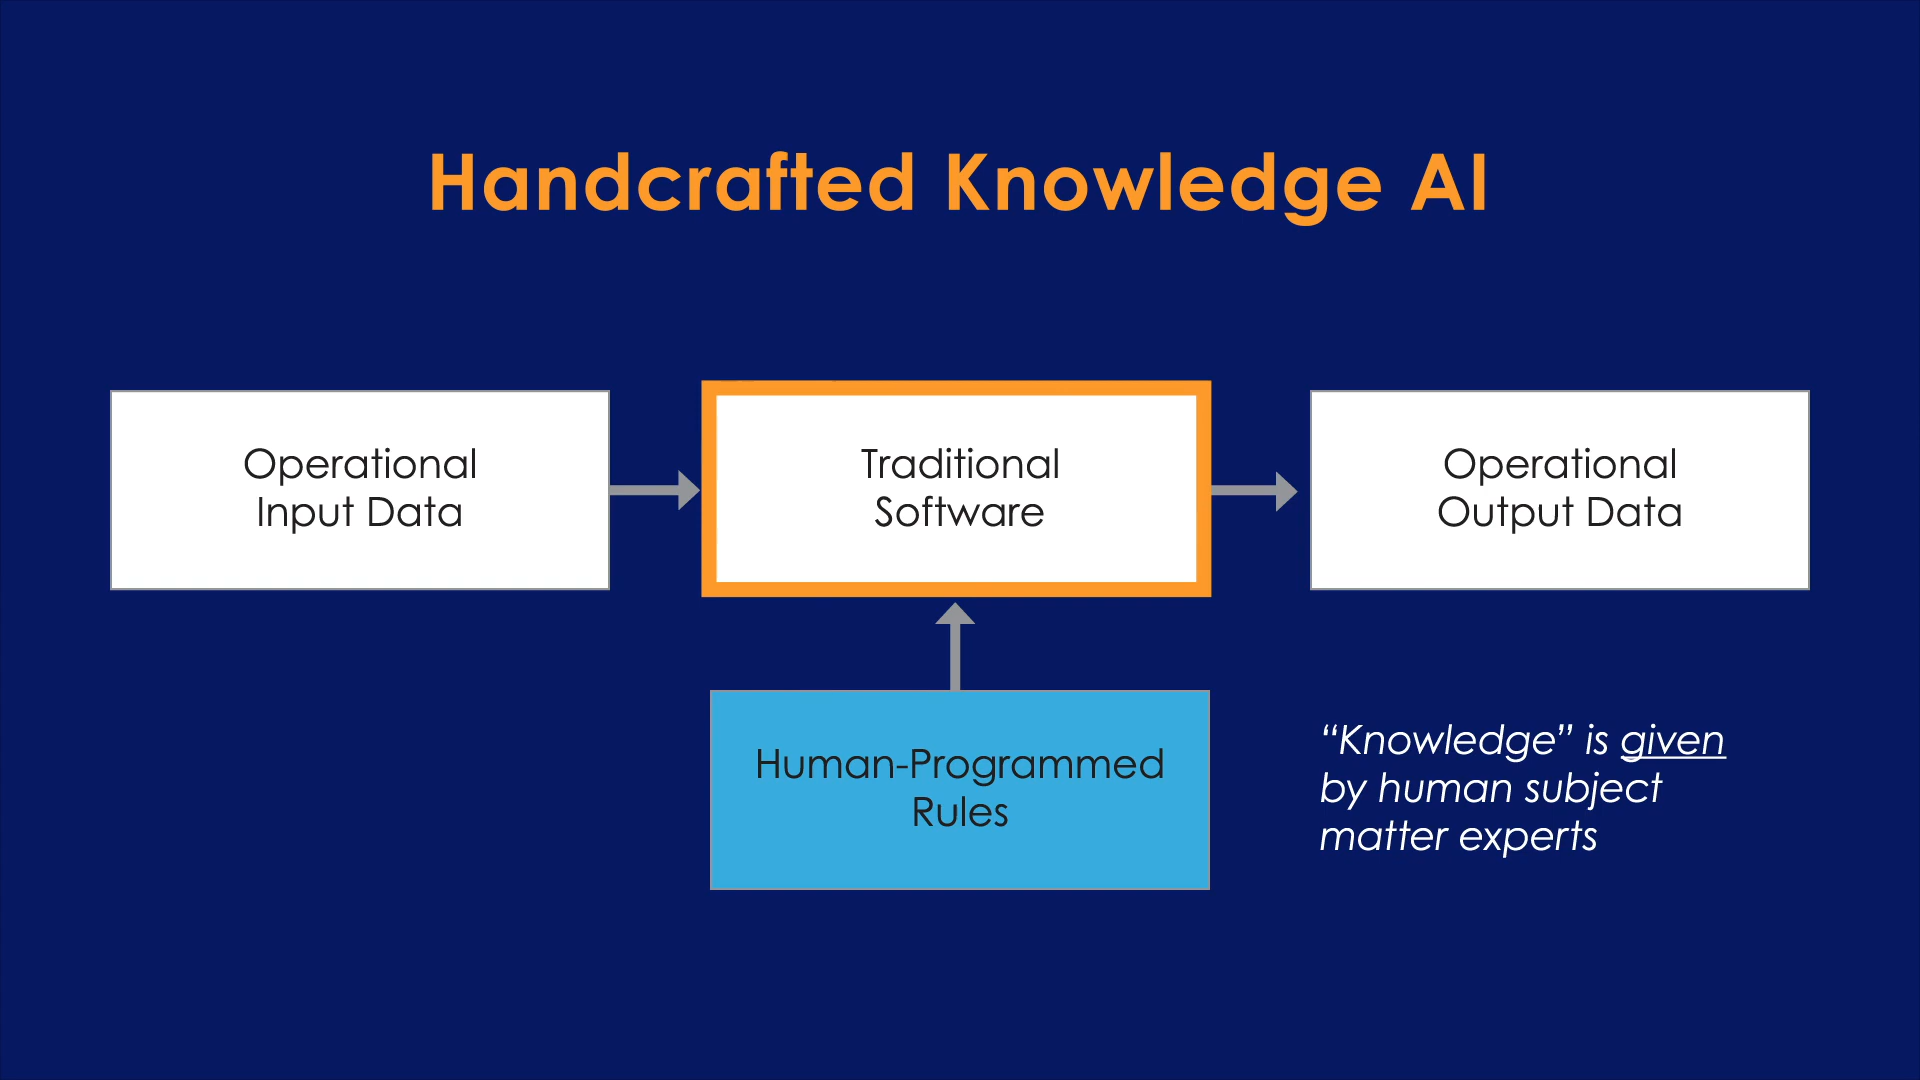 Handcrafted Knowledge AI
Operational
Input Data
Traditional
Software
Operational
Output Data
Human-Programmed
Rules
“Knowledge” is given
by human subject
matter experts